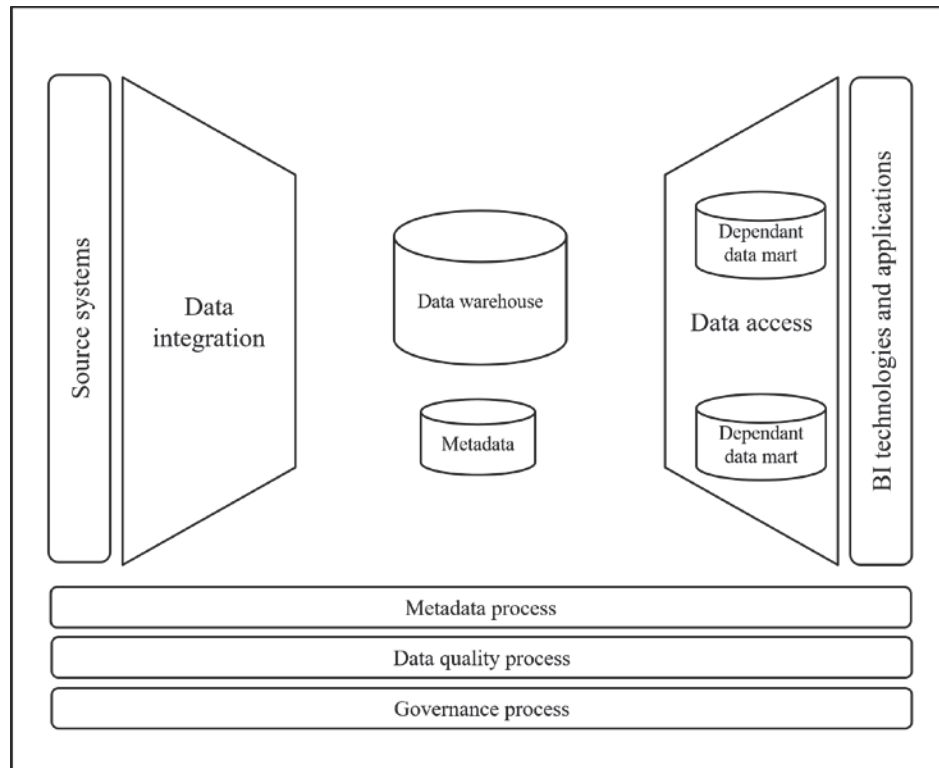 Source systems
Data
integration
Data warehouse
Metadata
Dependant
data mart
Data access
Dependant
data mart
BI technologies and applications
Metadata process
Data quality process
Governance process